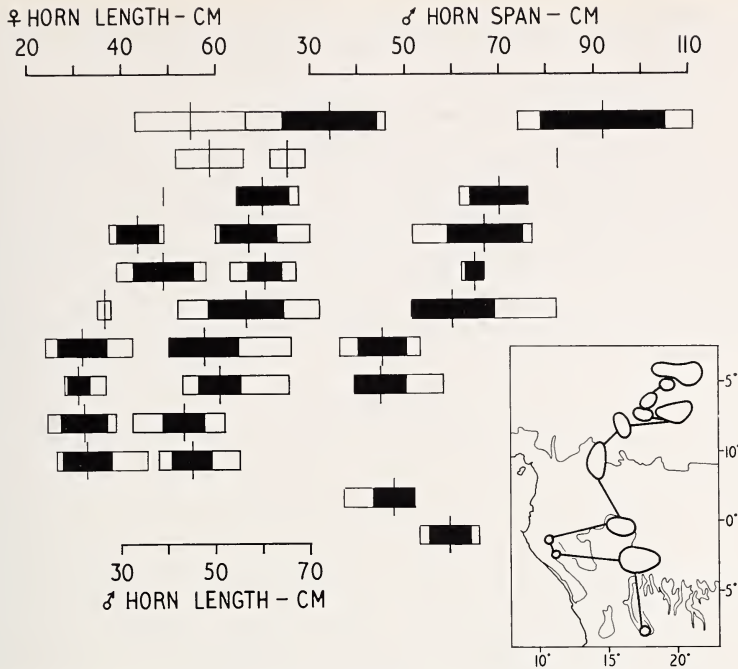 ♀ HORN LENGTH – CM
♂ HORN SPAN – CM
20 40 60 30 50 70 90 110
30 50 70
♂ HORN LENGTH – CM
5°
10°
0°
5°
10° 15° 20°